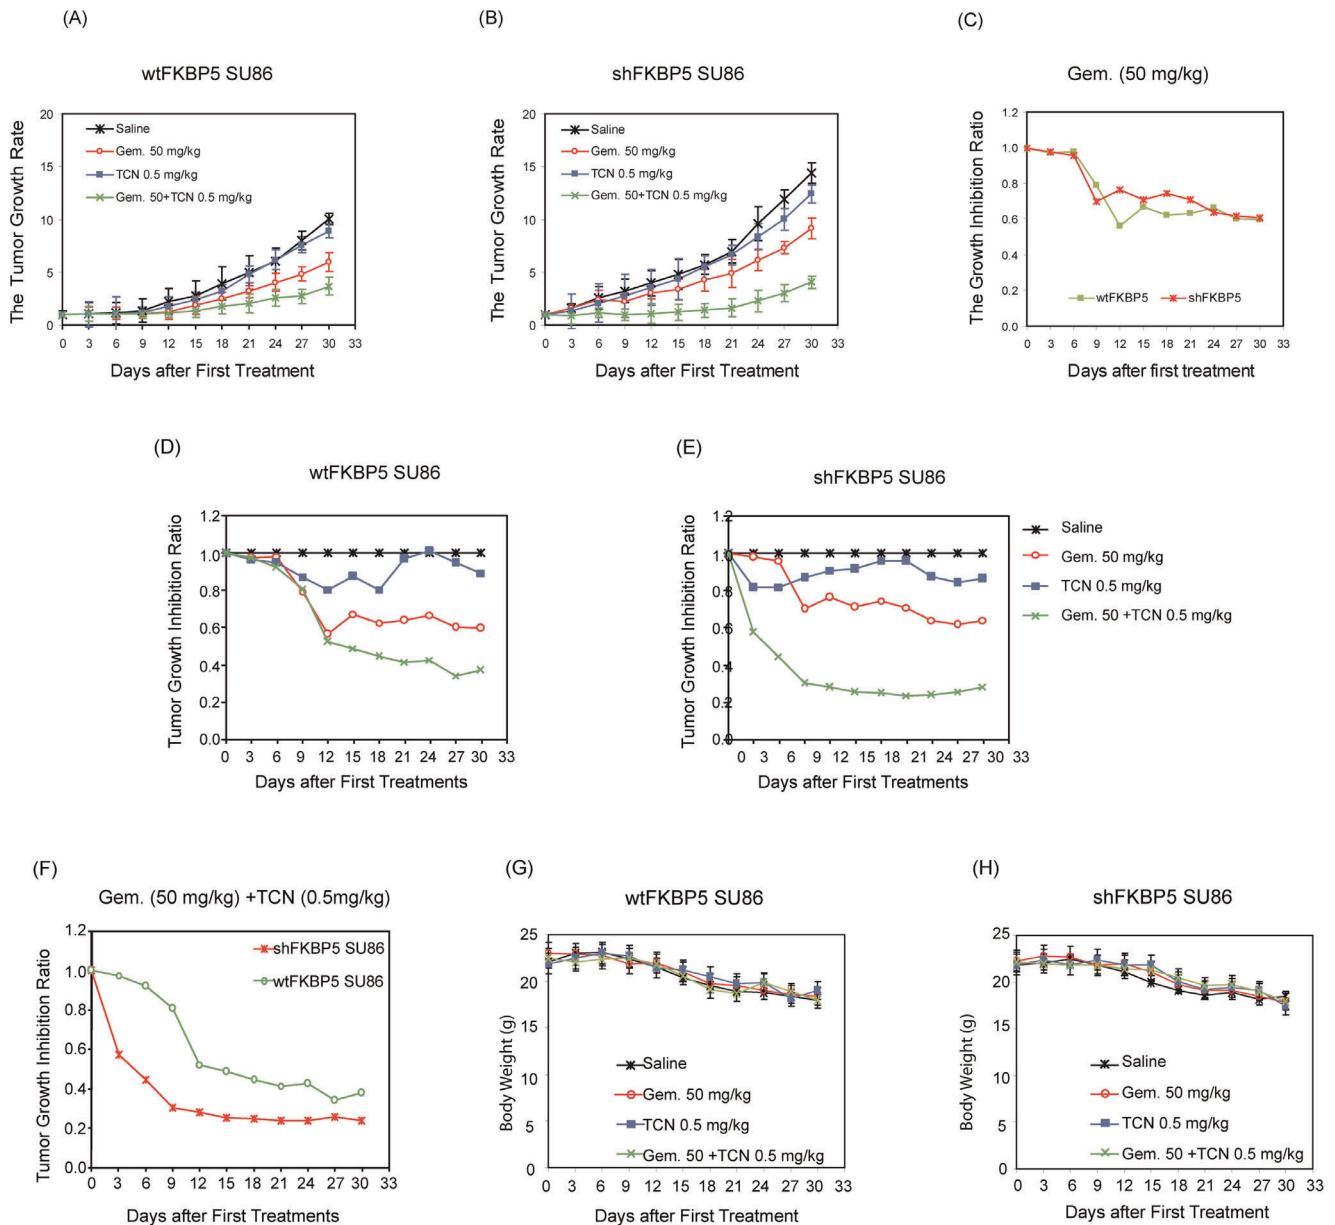 (A)
wtFKBP5 SU86
The Tumor Growth Rate
20
15
10
5
0
Saline
Gem. 50 mg/kg
TCN 0.5 mg/kg
Gem. 50+TCN 0.5 mg/kg
0 3 6 9 12 15 18 21 24 27 30 33
Days after First Treatment
(B)
shFKBP5 SU86
The Tumor Growth Rate
20
15
10
5
0
Saline
Gem. 50 mg/kg
TCN 0.5 mg/kg
Gem. 50+TCN 0.5 mg/kg
0 3 6 9 12 15 18 21 24 27 30 33
Days after First Treatment
(C)
Gem. (50 mg/kg)
The Growth Inhibition Ratio
1.2
1.0
0.8
0.6
0.4
0.2
0.0
wtFKBP5 shFKBP5
0 3 6 9 12 15 18 21 24 27 30 33
Days after first treatment
(D)
wtFKBP5 SU86
Tumor Growth Inhibition Ratio
1.2
1.0
0.8
0.6
0.4
0.2
0.0
0 3 6 9 12 15 18 21 24 27 30 33
Days after First Treatments
(E)
shFKBP5 SU86
Tumor Growth Inhibition Ratio
1.2
1.0
0.8
0.6
0.4
0.2
0.0
0 3 6 9 12 15 18 21 24 27 30 33
Days after First Treatments
Saline
Gem. 50 mg/kg
TCN 0.5 mg/kg
Gem. 50 +TCN 0.5 mg/kg
(F)
Gem. (50 mg/kg) +TCN (0.5mg/kg)
Tumor Growth Inhibition Ratio
1.2
1.0
0.8
0.6
0.4
0.2
0.0
shFKBP5 SU86
wtFKBP5 SU86
0 3 6 9 12 15 18 21 24 27 30 33
Days after First Treatments
(G)
wtFKBP5 SU86
Body Weight (g)
25
20
15
10
5
0
Saline
Gem. 50 mg/kg
TCN 0.5 mg/kg
Gem. 50 +TCN 0.5 mg/kg
0 3 6 9 12 15 18 21 24 27 30 33
Days after First Treatments
(H)
shFKBP5 SU86
Body Weight (g)
25
20
15
10
5
0
Saline
Gem. 50 mg/kg
TCN 0.5 mg/kg
Gem. 50 +TCN 0.5 mg/kg
0 3 6 9 12 15 18 21 24 27 30 33
Days after First Treatments